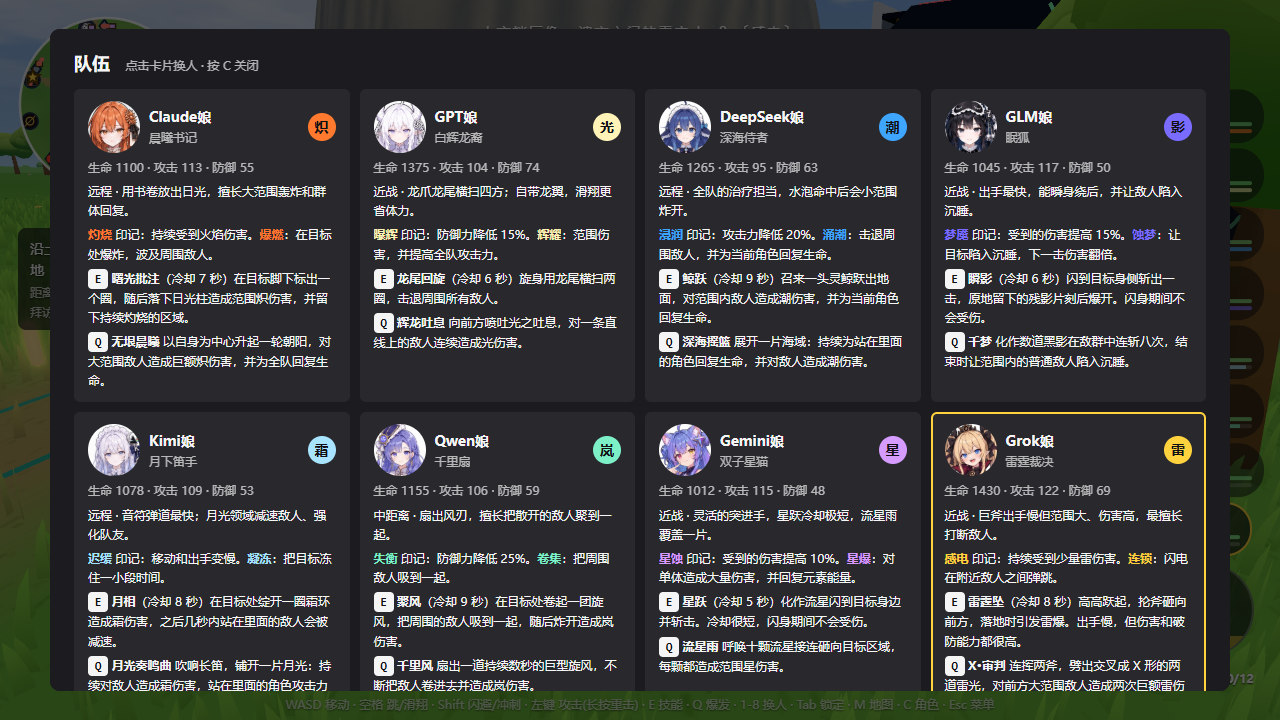 队伍 点击卡片换人 · 按 C 关闭
Claude娘
晨曦书记
炽
生命 1100 · 攻击 113 · 防御 55
远程 · 用书卷放出日光，擅长大范围轰炸和群
体回复。
灼烧 印记：持续受到火焰伤害。爆燃：在目标
处爆炸，波及周围敌人。
E 曙光批注（冷却 7 秒）在目标脚下标出一
个圈，随后落下日光柱造成范围炽伤害，并留
下持续灼烧的区域。
Q 无垠晨曦 以自身为中心升起一轮朝阳，对
大范围敌人造成巨额炽伤害，并为全队回复生
命。
GPT娘
白辉龙裔
光
生命 1375 · 攻击 104 · 防御 74
近战 · 龙爪龙尾横扫四方；自带龙翼，滑翔更
省体力。
曝辉 印记：防御力降低 15%。辉耀：范围伤
害，并提高全队攻击力。
E 龙尾回旋（冷却 6 秒）旋身用龙尾横扫两
圈，击退周围所有敌人。
Q 辉龙吐息 向前方喷吐光之吐息，对一条直
线上的敌人连续造成光伤害。
DeepSeek娘
深海侍者
潮
生命 1265 · 攻击 95 · 防御 63
远程 · 全队的治疗担当，水泡命中后会小范围
炸开。
浸润 印记：攻击力降低 20%。涌潮：击退周
围敌人，并为当前角色回复生命。
E 鲸跃（冷却 9 秒）召来一头灵鲸跃出地
面，对范围内敌人造成潮伤害，并为当前角色
回复生命。
Q 深海摇篮 展开一片海域：持续为站在里面
的角色回复生命，并对敌人造成潮伤害。
GLM娘
眠狐
影
生命 1045 · 攻击 117 · 防御 50
近战 · 出手最快，能瞬身绕后，并让敌人陷入
沉睡。
梦魇 印记：受到的伤害提高 15%。蚀梦：让
目标陷入沉睡，下一击伤害翻倍。
E 瞬影（冷却 6 秒）闪到目标身侧斩出一
击，原地留下的残影片刻后爆开。闪身期间不
会受伤。
Q 千梦 化作数道黑影在敌群中连斩八次，结
束时让范围内的普通敌人陷入沉睡。
Kimi娘
月下笛手
霜
生命 1078 · 攻击 109 · 防御 53
远程 · 音符弹道最快；月光领域减速敌人、强
化队友。
迟缓 印记：移动和出手变慢。凝冻：把目标冻
住一小段时间。
E 月相（冷却 8 秒）在目标处绽开一圈霜环
造成霜伤害，之后几秒内站在里面的敌人会被
减速。
Q 月光奏鸣曲 吹响长笛，铺开一片月光：持
续对敌人造成霜伤害，站在里面的角色攻击力
Qwen娘
千里扇
岚
生命 1155 · 攻击 106 · 防御 59
中距离 · 扇出风刃，擅长把散开的敌人聚到一
起。
失衡 印记：防御力降低 25%。卷集：把周围
敌人吸到一起。
E 聚风（冷却 9 秒）在目标处卷起一团旋
风，把周围的敌人吸到一起，随后炸开造成岚
伤害。
Q 千里风 扇出一道持续数秒的巨型旋风，不
断把敌人卷进去并造成岚伤害。
Gemini娘
双子星猫
星
生命 1012 · 攻击 115 · 防御 48
近战 · 灵活的突进手，星跃冷却极短，流星雨
覆盖一片。
星蚀 印记：受到的伤害提高 10%。星爆：对
单体造成大量伤害，并回复元素能量。
E 星跃（冷却 5 秒）化作流星闪到目标身边
并斩击。冷却很短，闪身期间不会受伤。
Q 流星雨 呼唤十颗流星接连砸向目标区域，
每颗都造成范围星伤害。
Grok娘
雷霆裁决
雷
生命 1430 · 攻击 122 · 防御 69
近战 · 巨斧出手慢但范围大、伤害高，最擅长
打断敌人。
感电 印记：持续受到少量雷伤害。连锁：闪电
在附近敌人之间弹跳。
E 雷霆坠（冷却 8 秒）高高跃起，抡斧砸向
前方，落地时引发雷暴。出手慢，但伤害和破
防能力都很高。
Q X·审判 连挥两斧，劈出交叉成 X 形的两
道雷光，对前方大范围敌人造成两次巨额雷伤
WASD 移动 · 空格 跳/滑翔 · Shift 闪避/冲刺 · 左键 攻击(长按重击) · E 技能 · Q 爆发 · 1-8 换人 · Tab 锁定 · M 地图 · C 角色 · Esc 菜单